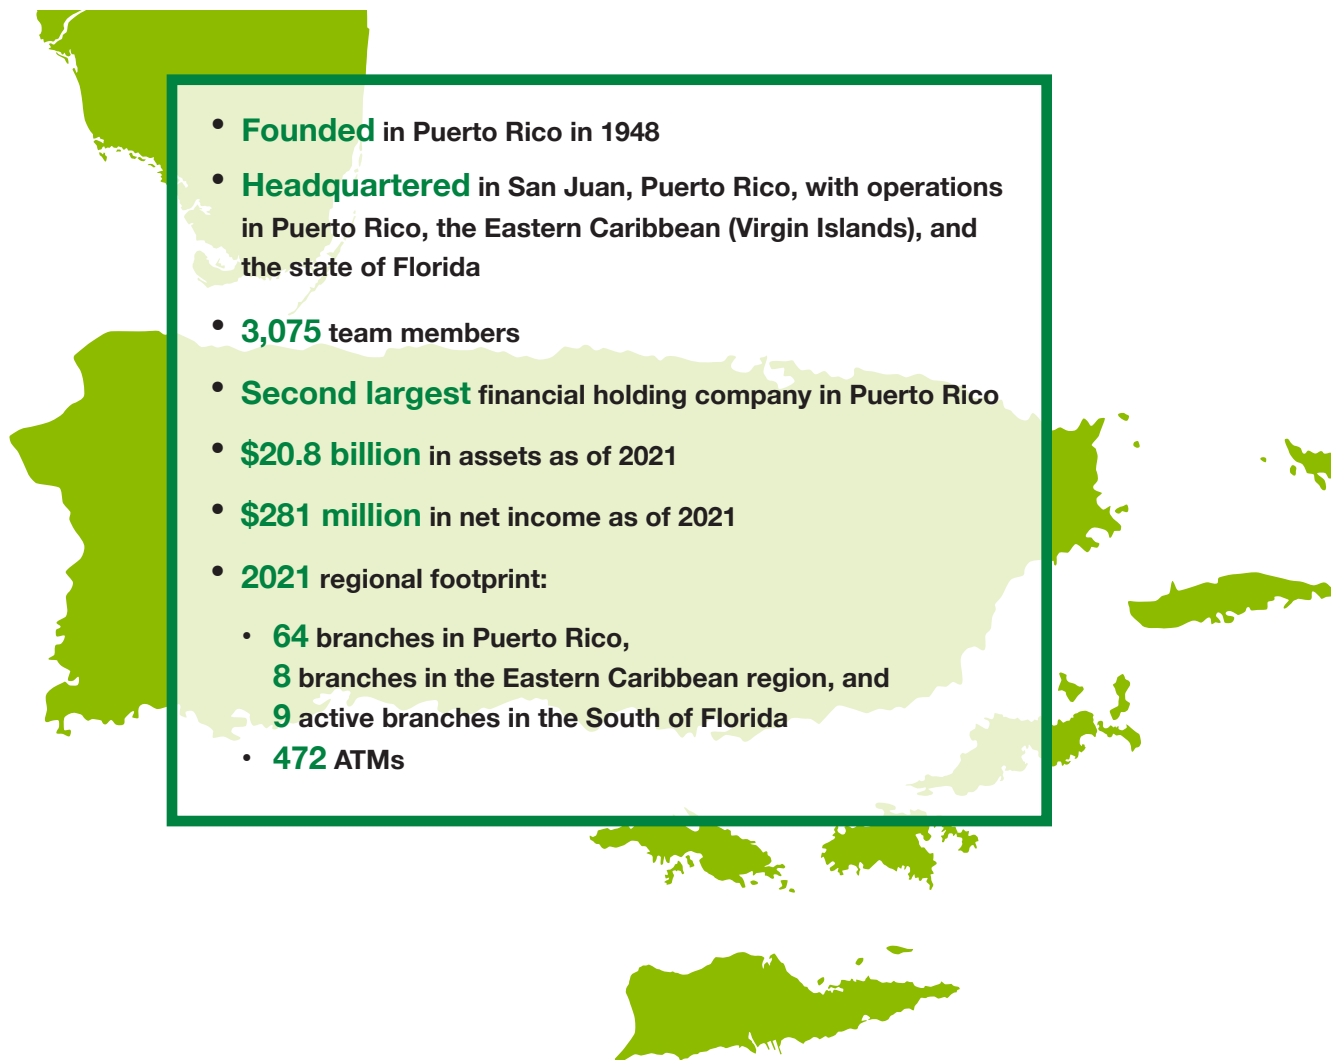 • Founded in Puerto Rico in 1948
• Headquartered in San Juan, Puerto Rico, with operations
in Puerto Rico, the Eastern Caribbean (Virgin Islands), and
the state of Florida
• 3,075 team members
• Second largest financial holding company in Puerto Rico
• $20.8 billion in assets as of 2021
• $281 million in net income as of 2021
• 2021 regional footprint:
• 64 branches in Puerto Rico,
8 branches in the Eastern Caribbean region, and
9 active branches in the South of Florida
• 472 ATMs